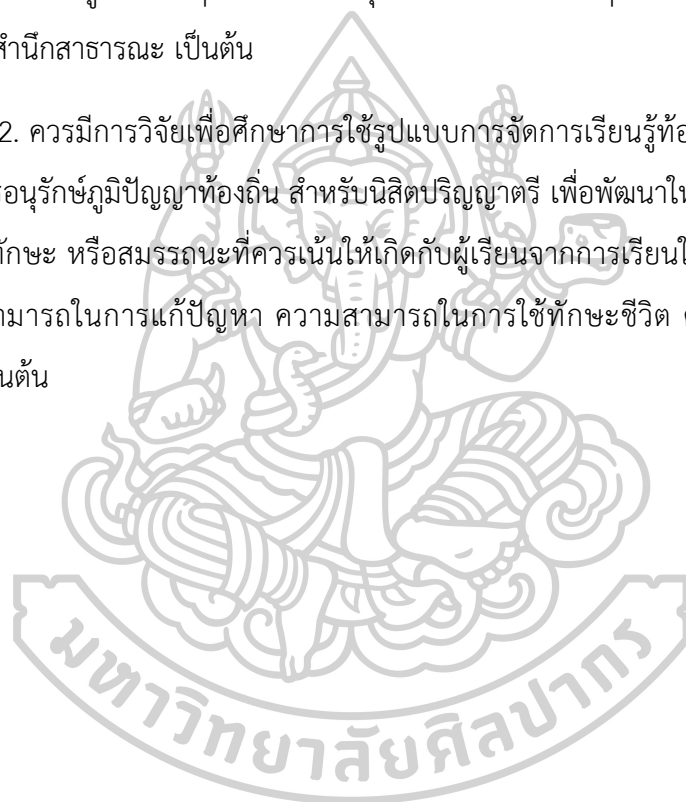 สำนึกสาธารณะ เป็นต้น
2. ควรมีการวิจัยเพื่อศึกษาการใช้รูปแบบการจัดการเรียนรู้ท้อ
รอนุรักษ์ภูมิปัญญาท้องถิ่น สำหรับนิสิตปริญญาตรี เพื่อพัฒนาใน
ทักษะ หรือสมรรถนะที่ควรเน้นให้เกิดกับผู้เรียนจากการเรียนใ
ามารถในการแก้ปัญหา ความสามารถในการใช้ทักษะชีวิต
นต้น
มหาวิทยาลัยศิลปากร